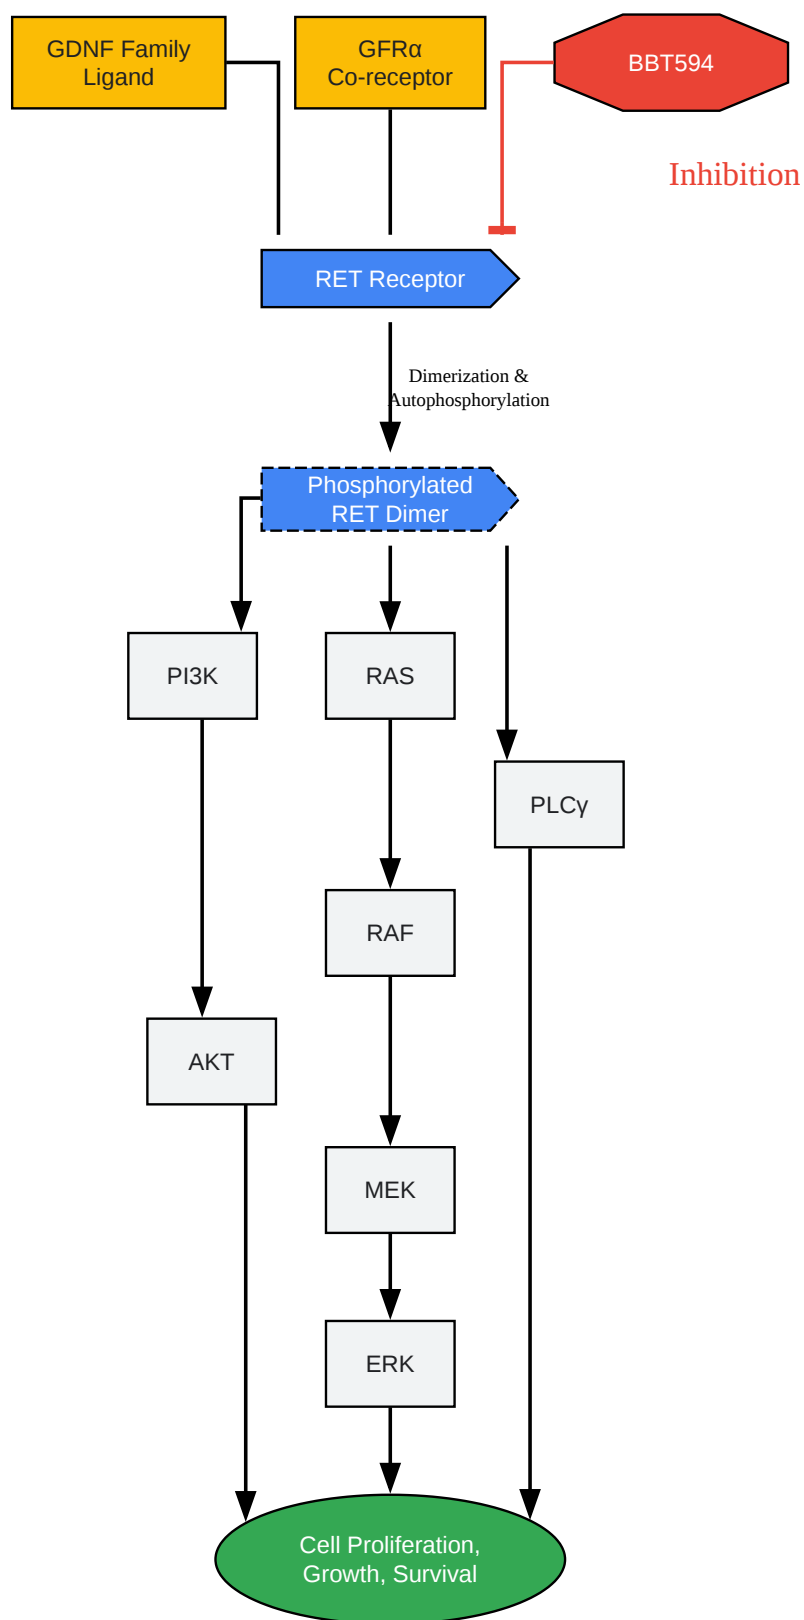 GDNF Family
Ligand
GFRα
Co-receptor
BBT594
Inhibition
RET Receptor
Dimerization &
Autophosphorylation
Phosphorylated
RET Dimer
PI3K
RAS
PLCγ
RAF
AKT
MEK
ERK
Cell Proliferation,
Growth, Survival